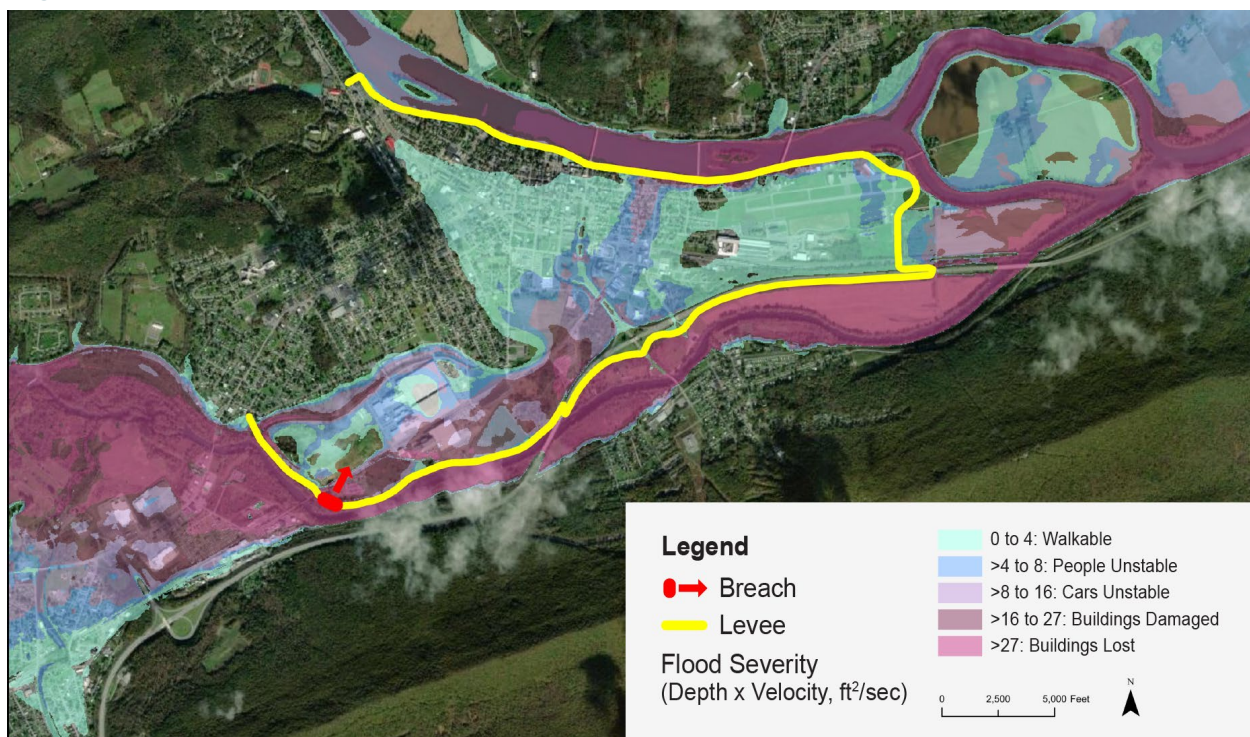 Legend
Breach
Levee
Flood Severity
(Depth x Velocity, ft²/sec)
0 to 4: Walkable
>4 to 8: People Unstable
>8 to 16: Cars Unstable
>16 to 27: Buildings Damaged
>27: Buildings Lost
0 2,500 5,000 Feet
N